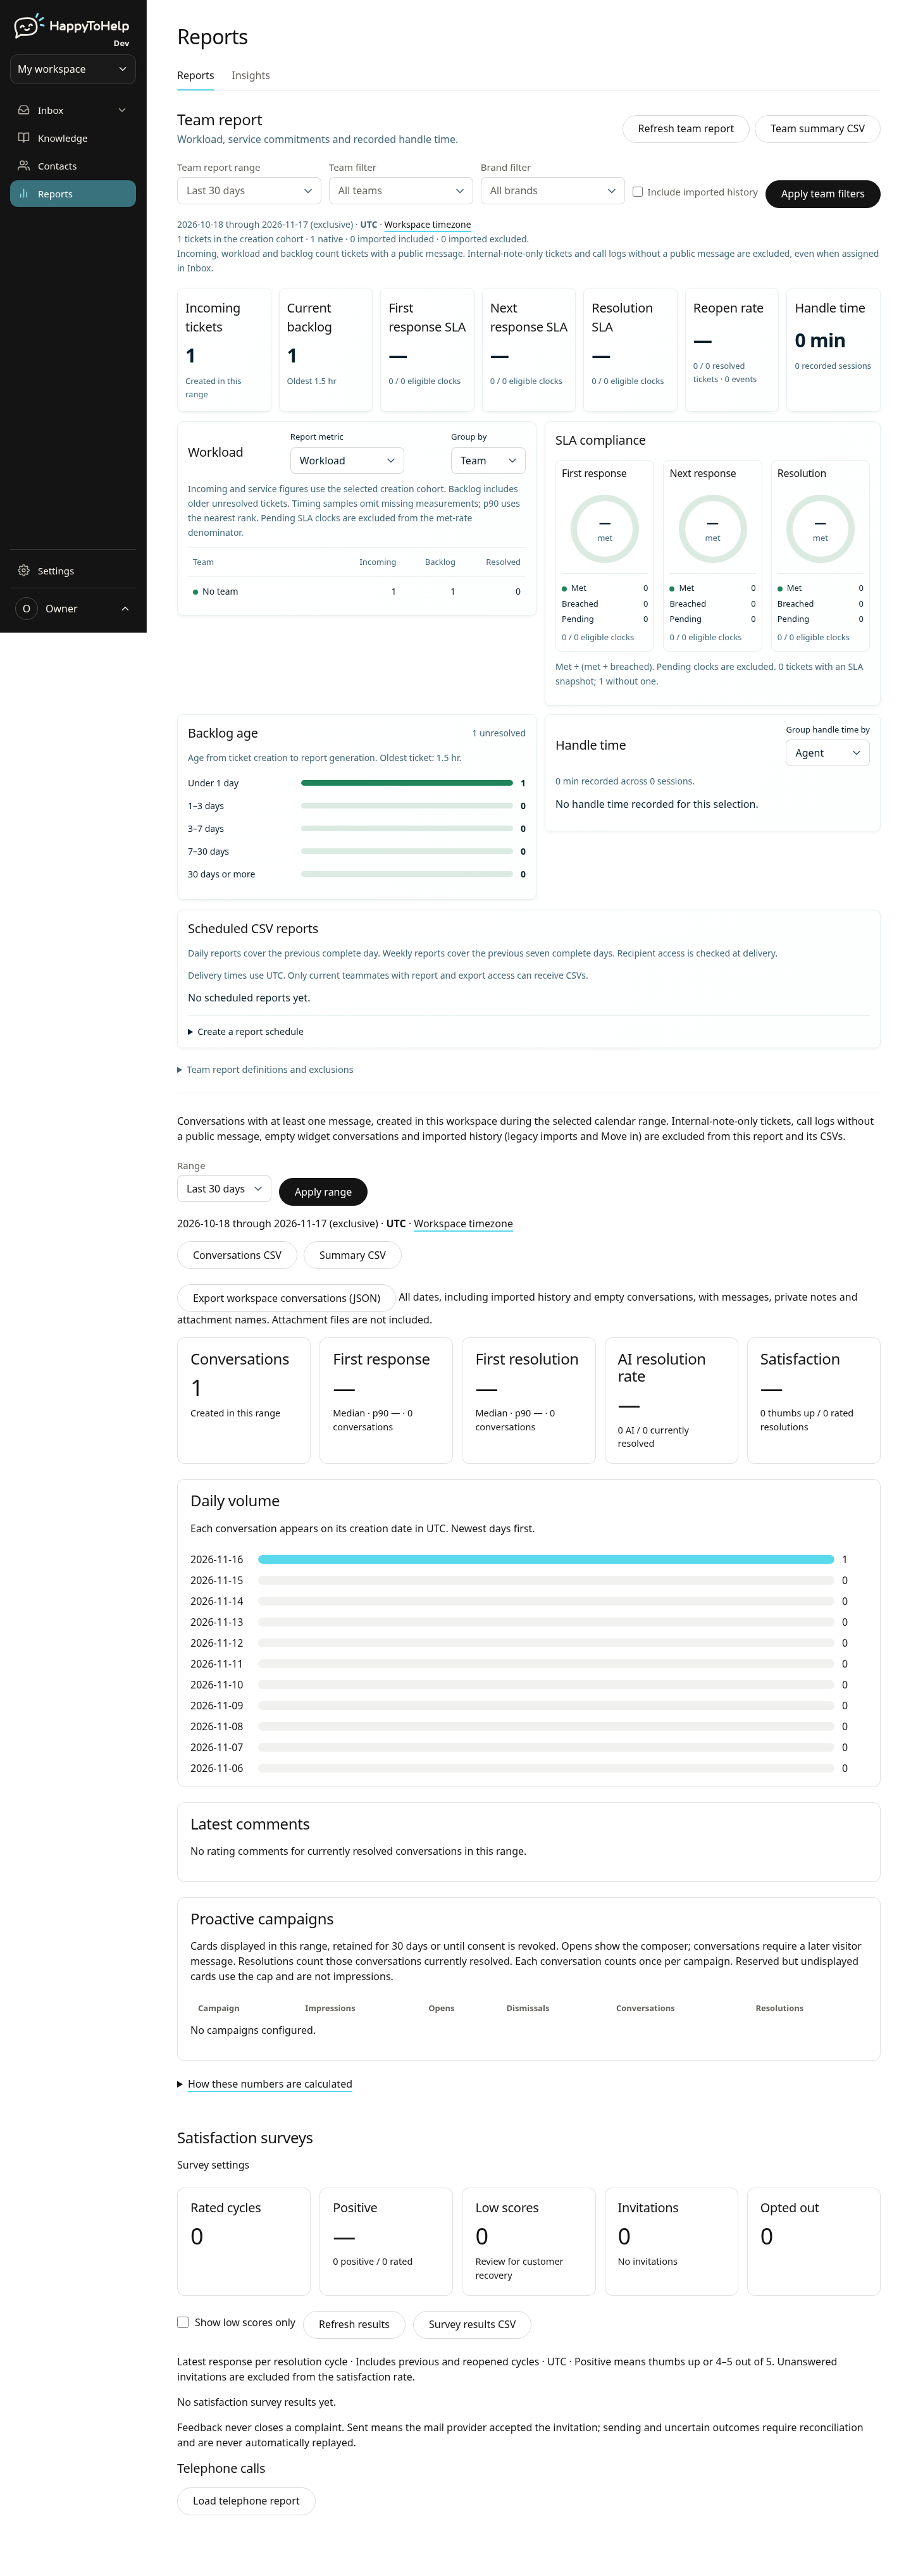 HappyToHelp
Dev
My workspace
Inbox
Knowledge
Contacts
Reports
Settings
O Owner
Reports
Reports Insights
Team report
Workload, service commitments and recorded handle time.
Refresh team report
Team summary CSV
Team report range
Last 30 days
Team filter
All teams
Brand filter
All brands
Include imported history
Apply team filters
2026-10-18 through 2026-11-17 (exclusive) · UTC · Workspace timezone
1 tickets in the creation cohort · 1 native · 0 imported included · 0 imported excluded.
Incoming, workload and backlog count tickets with a public message. Internal-note-only tickets and call logs without a public message are excluded, even when assigned
in Inbox.
Incoming
tickets
1
Created in this
range
Current
backlog
1
Oldest 1.5 hr
First
response SLA
—
0 / 0 eligible clocks
Next
response SLA
—
0 / 0 eligible clocks
Resolution
SLA
—
0 / 0 eligible clocks
Reopen rate
—
0 / 0 resolved
tickets · 0 events
Handle time
0 min
0 recorded sessions
Workload
Report metric
Workload
Group by
Team
Incoming and service figures use the selected creation cohort. Backlog includes
older unresolved tickets. Timing samples omit missing measurements; p90 uses
the nearest rank. Pending SLA clocks are excluded from the met-rate
denominator.
Team Incoming Backlog Resolved
No team 1 1 0
SLA compliance
First response
—
met
Met 0
Breached 0
Pending 0
0 / 0 eligible clocks
Next response
—
met
Met 0
Breached 0
Pending 0
0 / 0 eligible clocks
Resolution
—
met
Met 0
Breached 0
Pending 0
0 / 0 eligible clocks
Met ÷ (met + breached). Pending clocks are excluded. 0 tickets with an SLA
snapshot; 1 without one.
Backlog age 1 unresolved
Age from ticket creation to report generation. Oldest ticket: 1.5 hr.
Under 1 day 1
1–3 days 0
3–7 days 0
7–30 days 0
30 days or more 0
Handle time
Group handle time by
Agent
0 min recorded across 0 sessions.
No handle time recorded for this selection.
Scheduled CSV reports
Daily reports cover the previous complete day. Weekly reports cover the previous seven complete days. Recipient access is checked at delivery.
Delivery times use UTC. Only current teammates with report and export access can receive CSVs.
No scheduled reports yet.
Create a report schedule
Team report definitions and exclusions
Conversations with at least one message, created in this workspace during the selected calendar range. Internal-note-only tickets, call logs without
a public message, empty widget conversations and imported history (legacy imports and Move in) are excluded from this report and its CSVs.
Range
Last 30 days
Apply range
2026-10-18 through 2026-11-17 (exclusive) · UTC · Workspace timezone
Conversations CSV
Summary CSV
Export workspace conversations (JSON) All dates, including imported history and empty conversations, with messages, private notes and
attachment names. Attachment files are not included.
Conversations
1
Created in this range
First response
—
Median · p90 — · 0
conversations
First resolution
—
Median · p90 — · 0
conversations
AI resolution
rate
—
0 AI / 0 currently
resolved
Satisfaction
—
0 thumbs up / 0 rated
resolutions
Daily volume
Each conversation appears on its creation date in UTC. Newest days first.
2026-11-16 1
2026-11-15 0
2026-11-14 0
2026-11-13 0
2026-11-12 0
2026-11-11 0
2026-11-10 0
2026-11-09 0
2026-11-08 0
2026-11-07 0
2026-11-06 0
Latest comments
No rating comments for currently resolved conversations in this range.
Proactive campaigns
Cards displayed in this range, retained for 30 days or until consent is revoked. Opens show the composer; conversations require a later visitor
message. Resolutions count those conversations currently resolved. Each conversation counts once per campaign. Reserved but undisplayed
cards use the cap and are not impressions.
Campaign Impressions Opens Dismissals Conversations Resolutions
No campaigns configured.
How these numbers are calculated
Satisfaction surveys
Survey settings
Rated cycles
0
Positive
—
0 positive / 0 rated
Low scores
0
Review for customer
recovery
Invitations
0
No invitations
Opted out
0
Show low scores only
Refresh results
Survey results CSV
Latest response per resolution cycle · Includes previous and reopened cycles · UTC · Positive means thumbs up or 4–5 out of 5. Unanswered
invitations are excluded from the satisfaction rate.
No satisfaction survey results yet.
Feedback never closes a complaint. Sent means the mail provider accepted the invitation; sending and uncertain outcomes require reconciliation
and are never automatically replayed.
Telephone calls
Load telephone report